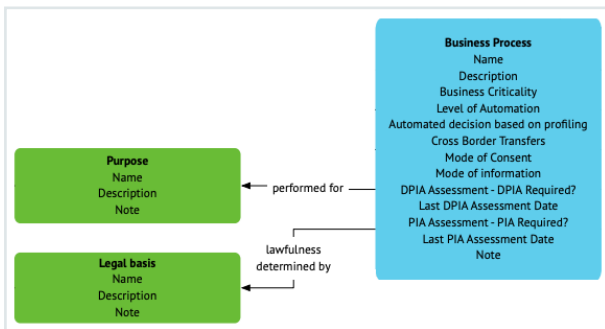 Business Process
Name
Description
Business Criticality
Level of Automation
Automated decision based on profiling
Cross Border Transfers
Mode of Consent
Mode of information
DPIA Assessment - DPIA Required?
Last DPIA Assessment Date
PIA Assessment - PIA Required?
Last PIA Assessment Date
Note
Purpose
Name
Description
Note
performed for
lawfulness
determined by
Legal basis
Name
Description
Note